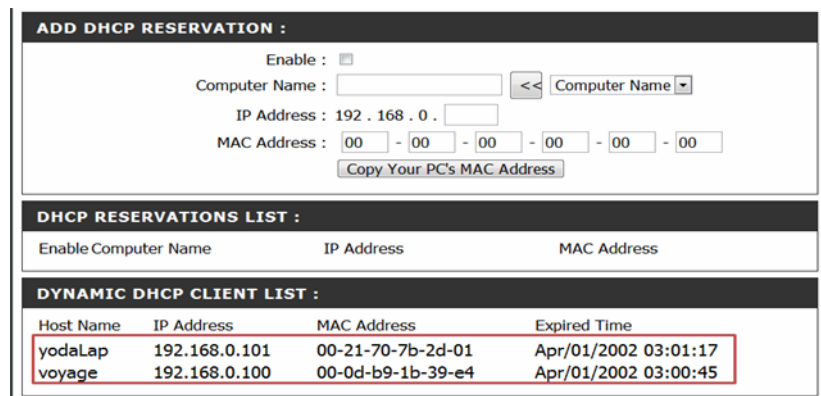 ADD DHCP RESERVATION :
Enable :
Computer Name : << Computer Name
IP Address : 192 . 168 . 0 .
MAC Address : 00 - 00 - 00 - 00 - 00 - 00
Copy Your PC's MAC Address
DHCP RESERVATIONS LIST :
Enable Computer Name IP Address MAC Address
DYNAMIC DHCP CLIENT LIST :
Host Name IP Address MAC Address Expired Time
yodaLap 192.168.0.101 00-21-70-7b-2d-01 Apr/01/2002 03:01:17
voyage 192.168.0.100 00-0d-b9-1b-39-e4 Apr/01/2002 03:00:45